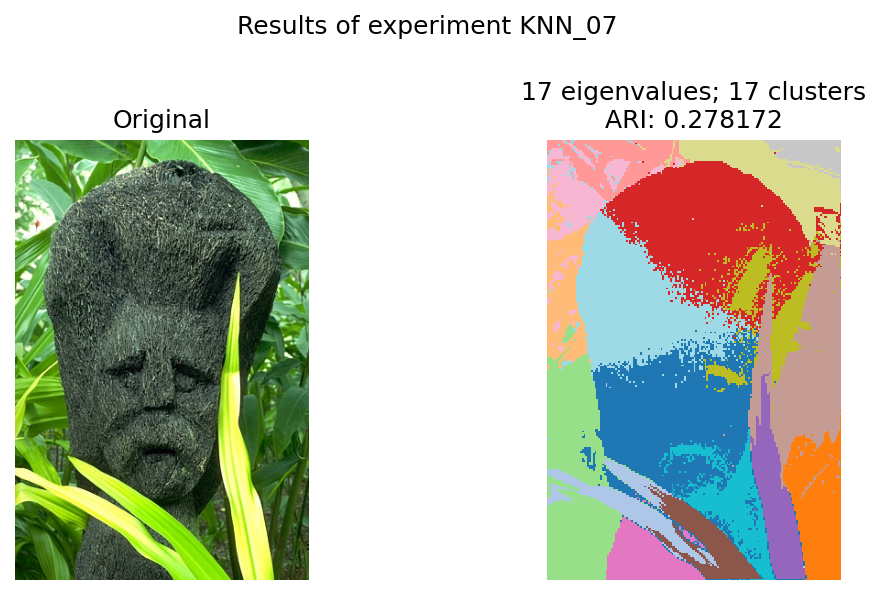 Results of experiment KNN_07
Original
17 eigenvalues; 17 clusters
ARI: 0.278172